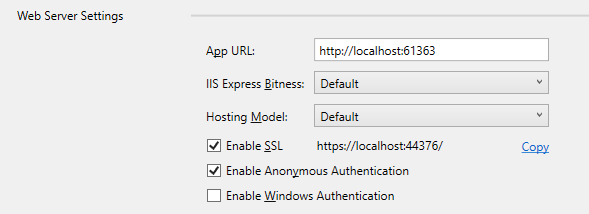 Web Server Settings
App URL: http://localhost:61363
IIS Express Bitness: Default
Hosting Model: Default
Enable SSL https://localhost:44376/ Copy
Enable Anonymous Authentication
Enable Windows Authentication